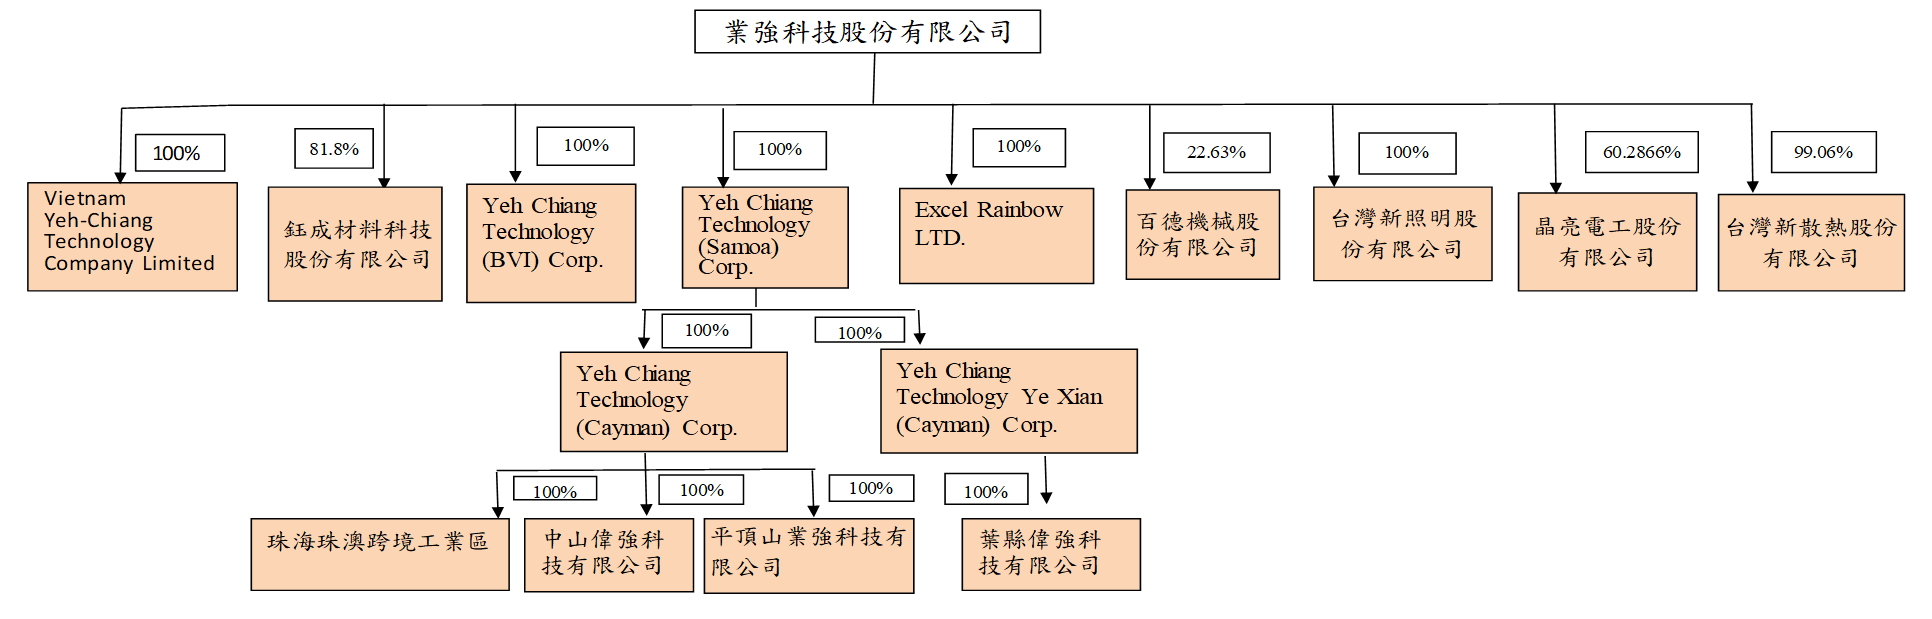 業強科技股份有限公司
100%
81.8%
100%
100%
100%
22.63%
100%
60.2866%
99.06%
Vietnam
Yeh-Chiang
Technology
Company Limited
鈺成材料科技
股份有限公司
Yeh Chiang
Technology
(BVI) Corp.
Yeh Chiang
Technology
(Samoa)
Corp.
Excel Rainbow
LTD.
百德機械股
份有限公司
台灣新照明股
份有限公司
晶亮電工股份
有限公司
台灣新散熱股份
有限公司
100%
100%
Yeh Chiang
Technology
(Cayman) Corp.
Yeh Chiang
Technology Ye Xian
(Cayman) Corp.
100%
100%
100%
100%
珠海珠澳跨境工業區
中山偉強科
技有限公司
平頂山業強科技有
限公司
葉縣偉強科
技有限公司